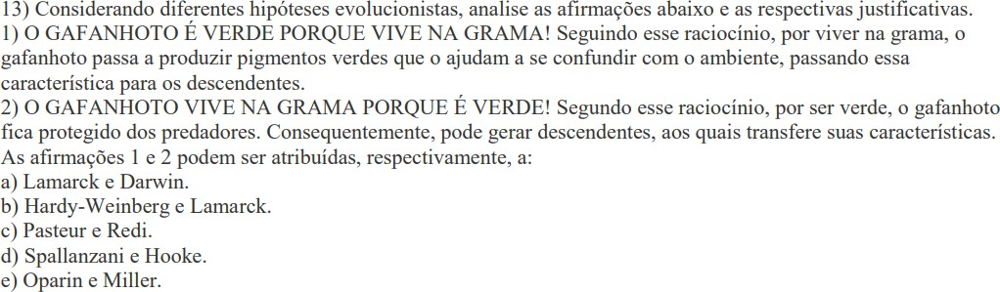 13) Considerando diferentes hipóteses evolucionistas, analise as afirmações abaixo e as respectivas justificativas.
1) O GAFANHOTO É VERDE PORQUE VIVE NA GRAMA! Seguindo esse raciocínio, por viver na grama, o
gafanhoto passa a produzir pigmentos verdes que o ajudam a se confundir com o ambiente, passando essa
característica para os descendentes.
2) O GAFANHOTO VIVE NA GRAMA PORQUE É VERDE! Segundo esse raciocínio, por ser verde, o gafanhoto
fica protegido dos predadores. Consequentemente, pode gerar descendentes, aos quais transfere suas características.
As afirmações 1 e 2 podem ser atribuídas, respectivamente, a:
a) Lamarck e Darwin.
b) Hardy-Weinberg e Lamarck.
c) Pasteur e Redi.
d) Spallanzani e Hooke.
e) Oparin e Miller.